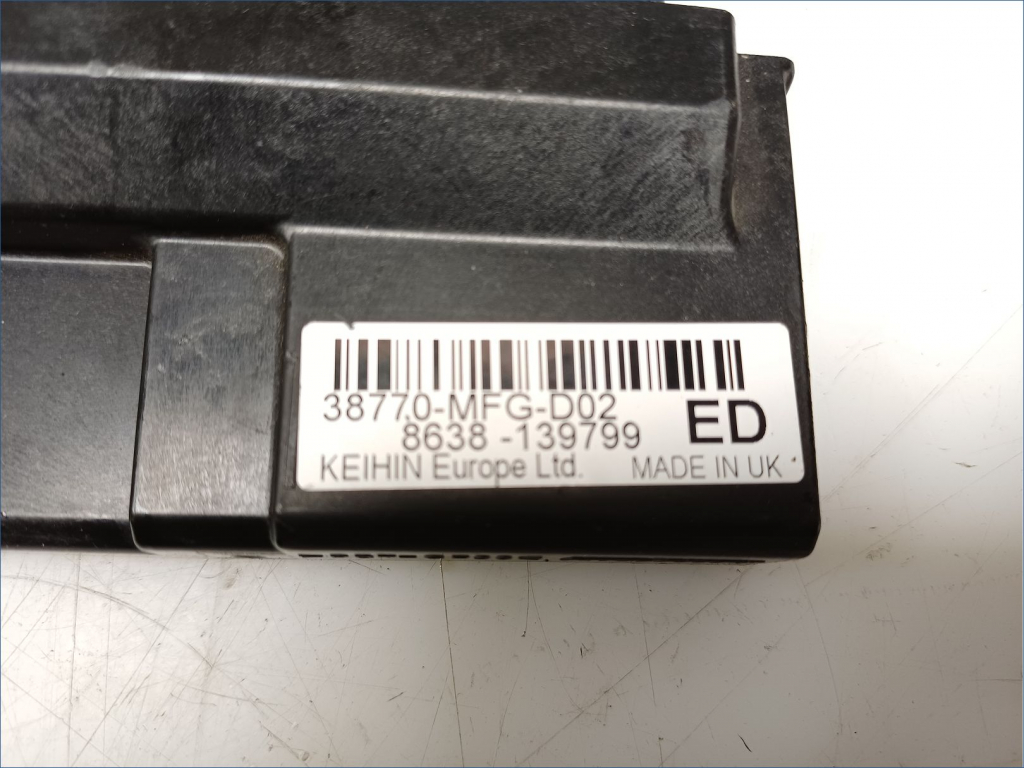 38770-MFG-D02
8638 -139799 ED
KEIHIN Europe Ltd. MADE IN UK